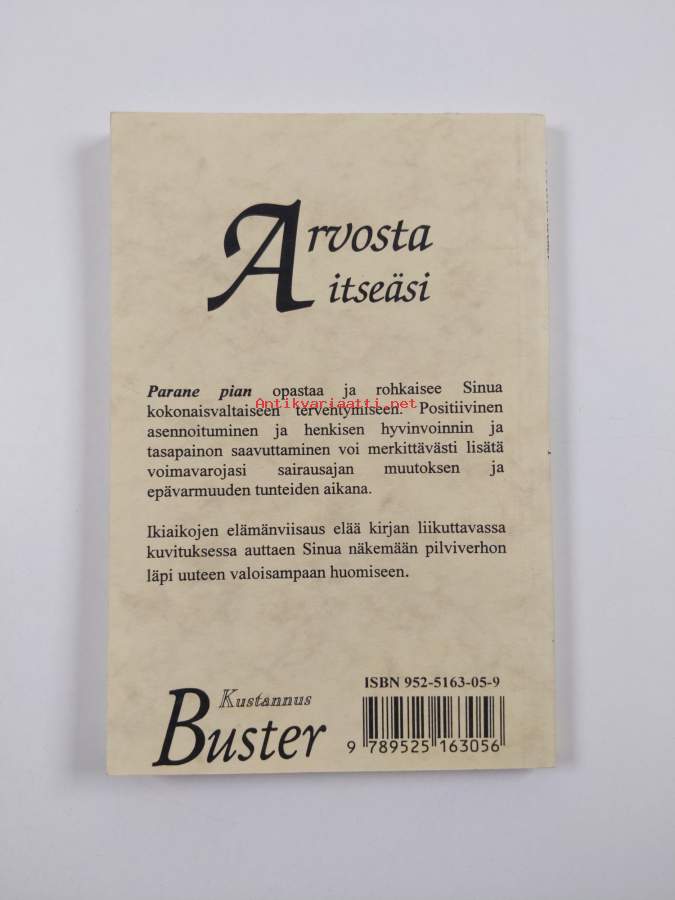 Arvosta
itseäsi
Parane pian opastaa ja rohkaisee Sinua
Antikvariaatti.net
kokonaisvaltaiseen tervehtymiseen. Positiivinen
asennoituminen ja henkisen hyvinvoinnin ja
tasapainon saavuttaminen voi merkittävästi lisätä
voimavarojasi sairausajan muutoksen ja
epävarmuuden tunteiden aikana.
Ikiaikojen elämänviisaus elää kirjan liikuttavassa
kuvituksessa auttaen Sinua näkemään pilviverhon
läpi uuteen valoisampaan huomiseen.
ISBN 952-5163-05-9
Kustannus
Buster
9 789525 163056